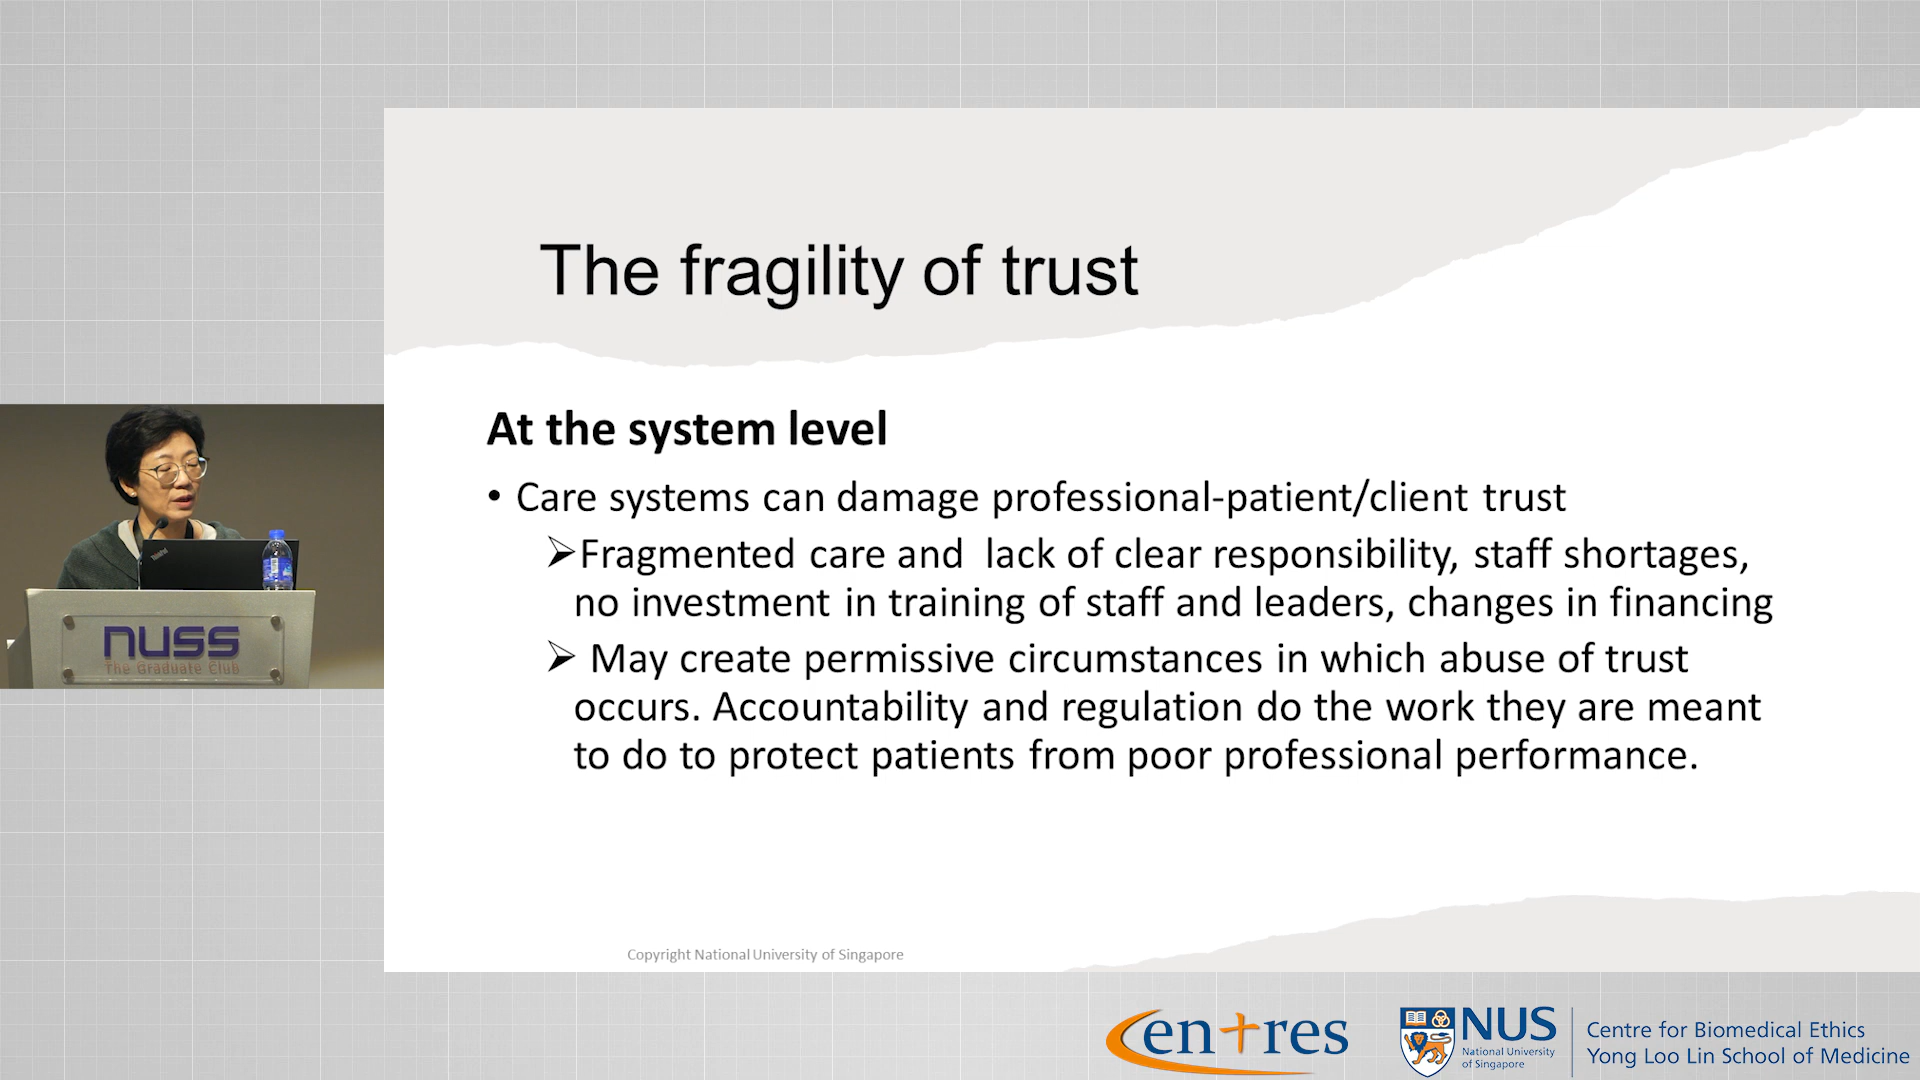 The fragility of trust
At the system level
• Care systems can damage professional-patient/client trust
➢Fragmented care and  lack of clear responsibility, staff shortages,
no investment in training of staff and leaders, changes in financing
➢ May create permissive circumstances in which abuse of trust
occurs. Accountability and regulation do the work they are meant
to do to protect patients from poor professional performance.
Copyright National University of Singapore
ThinkPad
nuss
The Graduate Club
Centres
NUS
National University
of Singapore
Centre for Biomedical Ethics
Yong Loo Lin School of Medicine